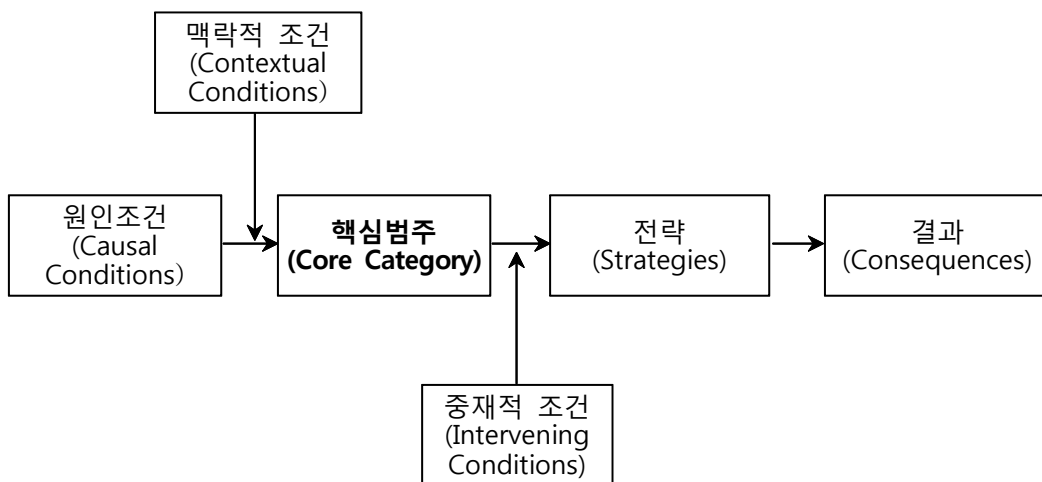 맥락적 조건
(Contextual
Conditions)
원인조건
(Causal
Conditions)
핵심범주
(Core Category)
전략
(Strategies)
결과
(Consequences)
중재적 조건
(Intervening
Conditions)